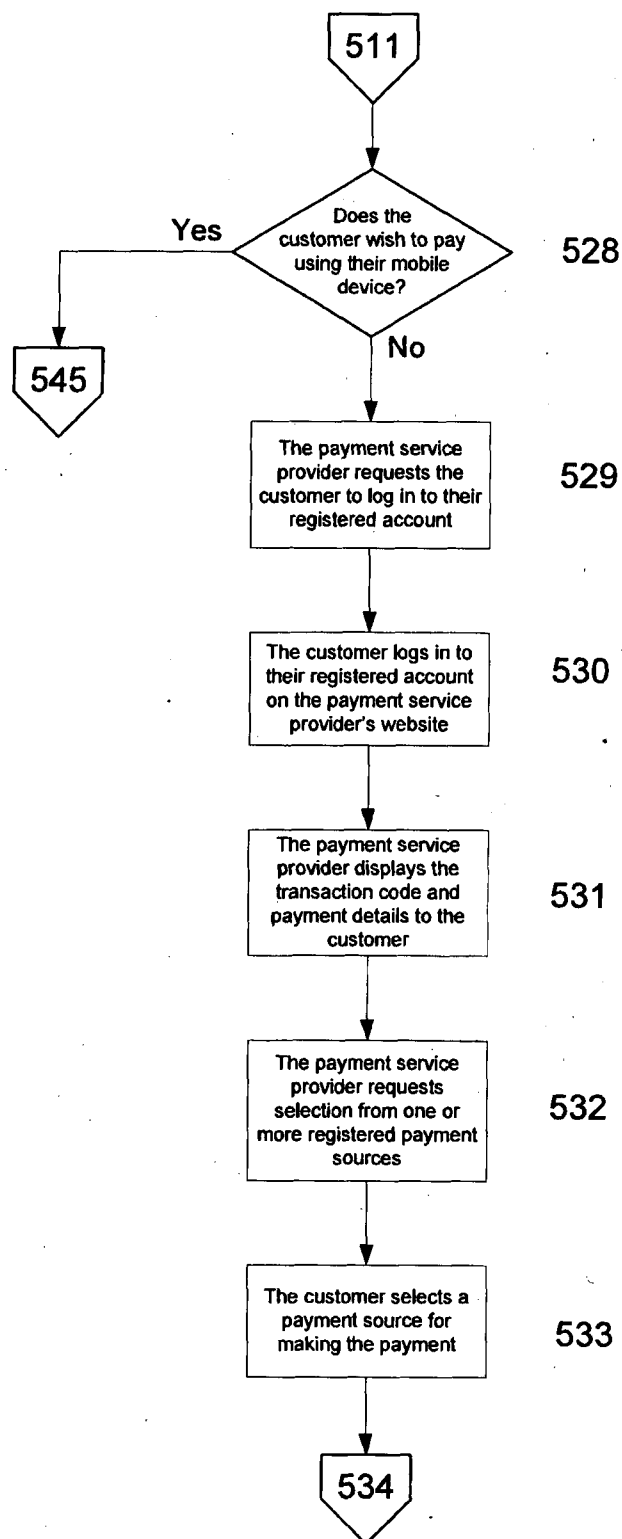 511
Does the
customer wish to pay
using their mobile
device?
528
Yes
No
545
The payment service
provider requests the
customer to log in to their
registered account
529
The customer logs in to
their registered account
on the payment service
provider's website
530
The payment service
provider displays the
transaction code and
payment details to the
customer
531
The payment service
provider requests
selection from one or
more registered payment
sources
532
The customer selects a
payment source for
making the payment
533
534